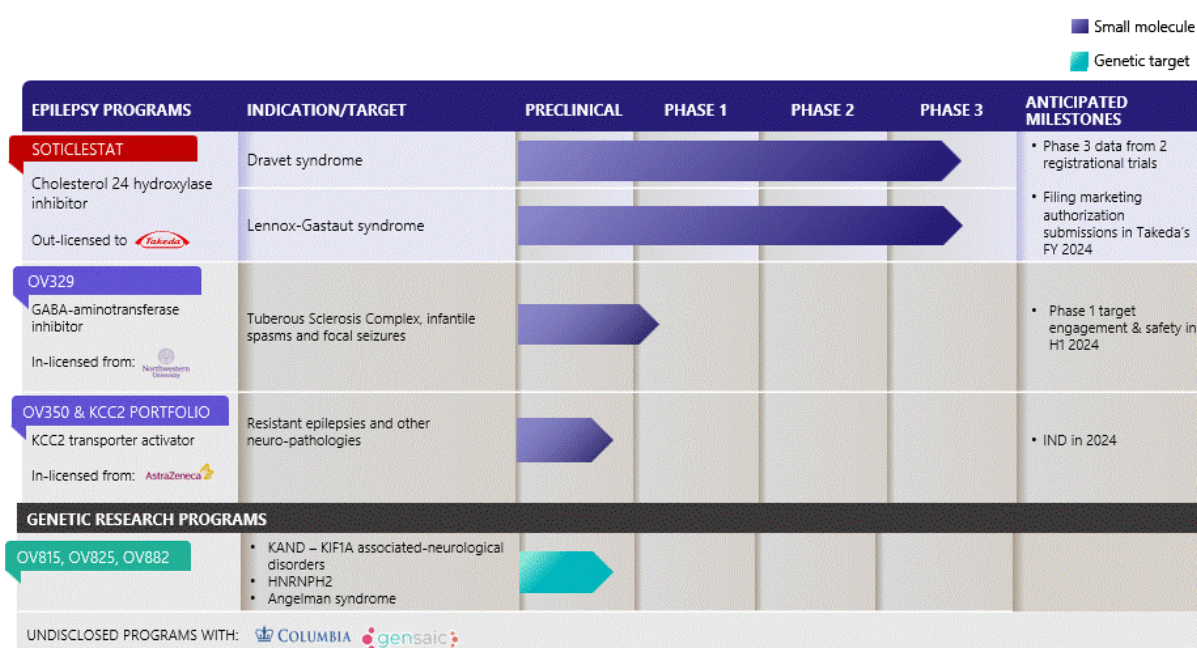 Small molecule
Genetic target
EPILEPSY PROGRAMS
INDICATION/TARGET
PRECLINICAL
PHASE 1
PHASE 2
PHASE 3
ANTICIPATED
MILESTONES
SOTICLESTAT
Cholesterol 24 hydroxylase
inhibitor
Out-licensed to Takeda
Dravet syndrome
Lennox-Gastaut syndrome
• Phase 3 data from 2
registrational trials
• Filing marketing
authorization
submissions in Takeda's
FY 2024
OV329
GABA-aminotransferase
inhibitor
In-licensed from: Northwestern
University
Tuberous Sclerosis Complex, infantile
spasms and focal seizures
• Phase 1 target
engagement & safety in
H1 2024
OV350 & KCC2 PORTFOLIO
KCC2 transporter activator
In-licensed from: AstraZeneca
Resistant epilepsies and other
neuro-pathologies
• IND in 2024
GENETIC RESEARCH PROGRAMS
OV815, OV825, OV882
• KAND – KIF1A associated-neurological
disorders
• HNRNPH2
• Angelman syndrome
UNDISCLOSED PROGRAMS WITH: COLUMBIA gensaic